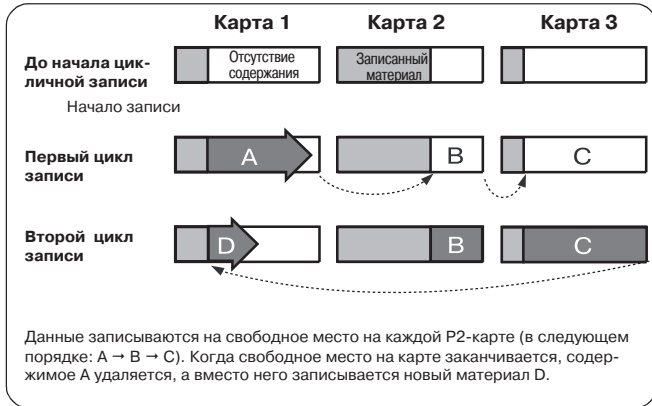 Карта 1 Карта 2 Карта 3
До начала цик-
личной записи
Отсутствие
содержания
Записанный
материал
Начало записи
Первый цикл
записи
A B C
Второй цикл
записи
D B C
Данные записываются на свободное место на каждой P2-карте (в следующем
порядке: A → B → C). Когда свободное место на карте заканчивается, содер-
жимое A удаляется, а вместо него записывается новый материал D.